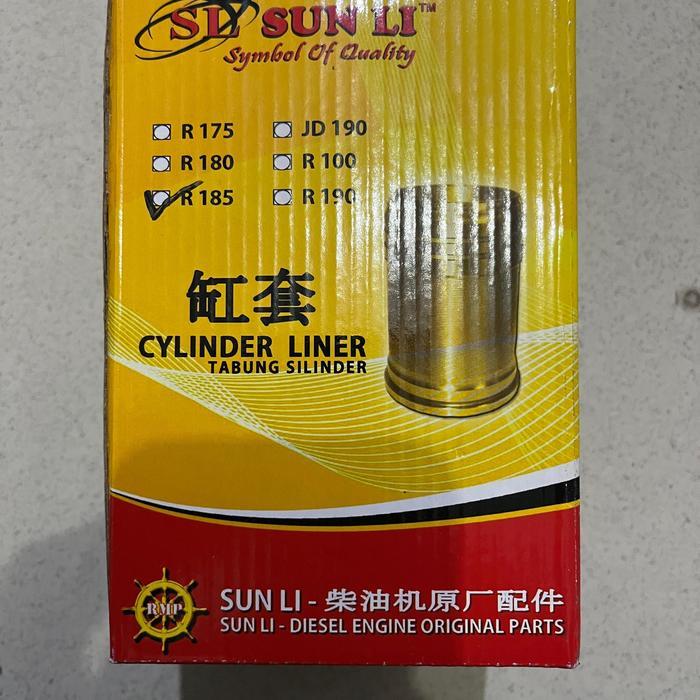 SL SUN LI™
Symbol Of Quality
R 175
JD 190
R 180
R 100
R 185
R 190
缸套
CYLINDER LINER
TABUNG SILINDER
RMP
SUN LI - 柴油机原厂配件
SUN LI - DIESEL ENGINE ORIGINAL PARTS